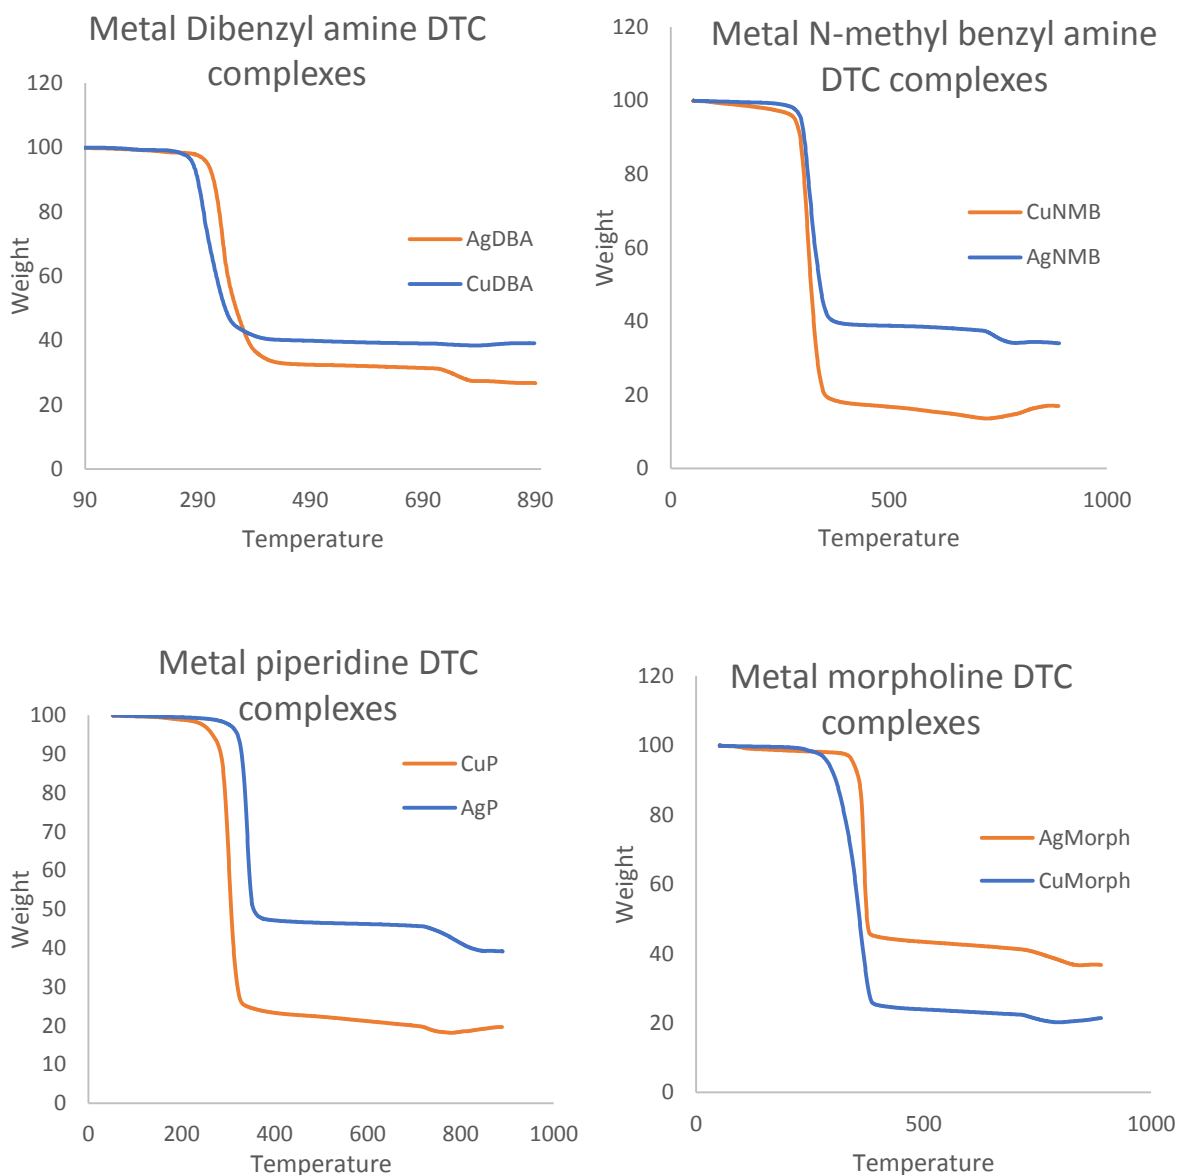 Metal Dibenzyl amine DTC
complexes
120
100
80
60
40
20
0
Weight
AgDBA
CuDBA
90
290
490
690
890
Temperature
Metal N-methyl benzyl amine
DTC complexes
120
100
80
60
40
20
0
Weight
CuNMB
AgNMB
0
500
1000
Temperature
Metal piperidine DTC
complexes
100
90
80
70
60
50
40
30
20
10
0
Weight
CuP
AgP
0
200
400
600
800
1000
Temperature
Metal morpholine DTC
complexes
120
100
80
60
40
20
0
Weight
AgMorph
CuMorph
0
500
1000
Temperature